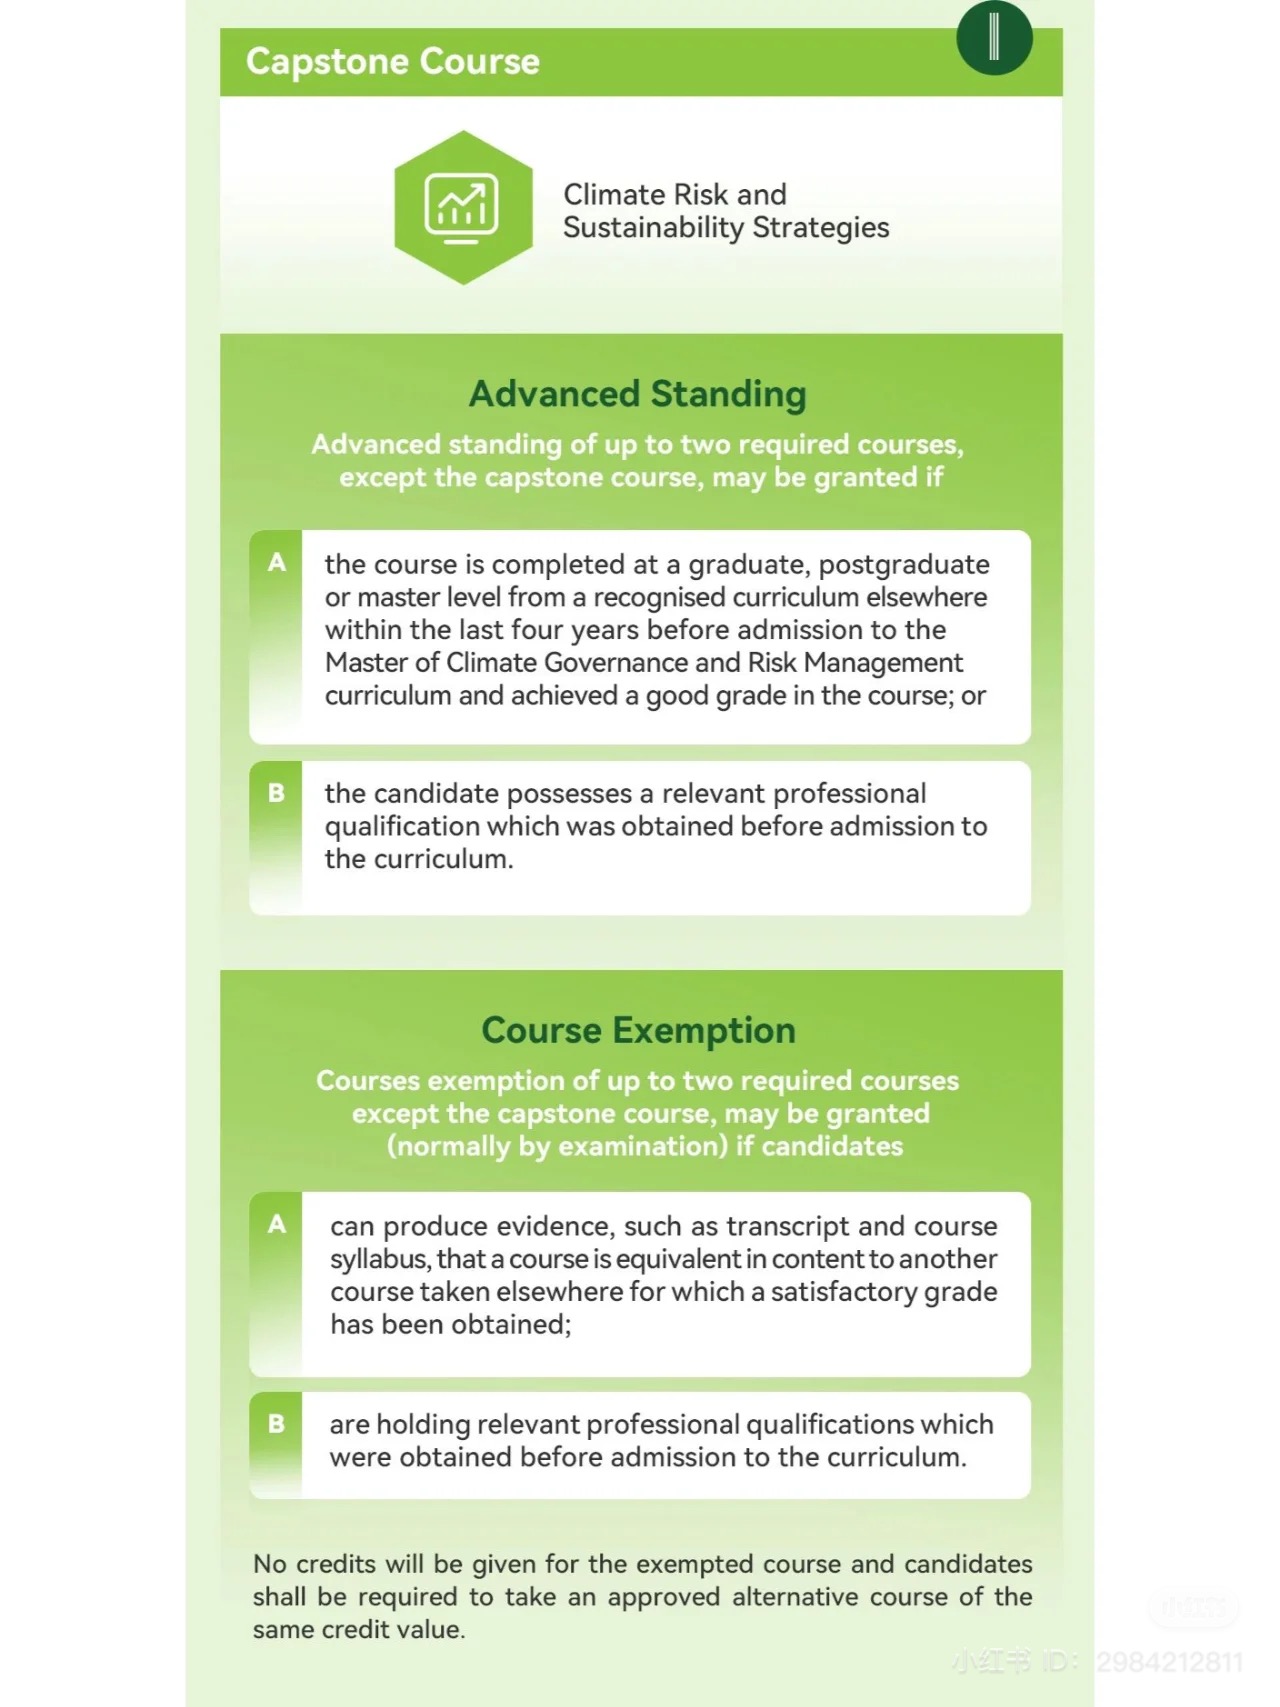 Capstone Course
Climate Risk and
Sustainability Strategies
Advanced Standing
Advanced standing of up to two required courses,
except the capstone course, may be granted if
A
the course is completed at a graduate, postgraduate
or master level from a recognised curriculum elsewhere
within the last four years before admission to the
Master of Climate Governance and Risk Management
curriculum and achieved a good grade in the course; or
B
the candidate possesses a relevant professional
qualification which was obtained before admission to
the curriculum.
Course Exemption
Courses exemption of up to two required courses
except the capstone course, may be granted
(normally by examination) if candidates
A
can produce evidence, such as transcript and course
syllabus, that a course is equivalent in content to another
course taken elsewhere for which a satisfactory grade
has been obtained;
B
are holding relevant professional qualifications which
were obtained before admission to the curriculum.
No credits will be given for the exempted course and candidates
shall be required to take an approved alternative course of the
same credit value.
小红书 ID: 2984212811